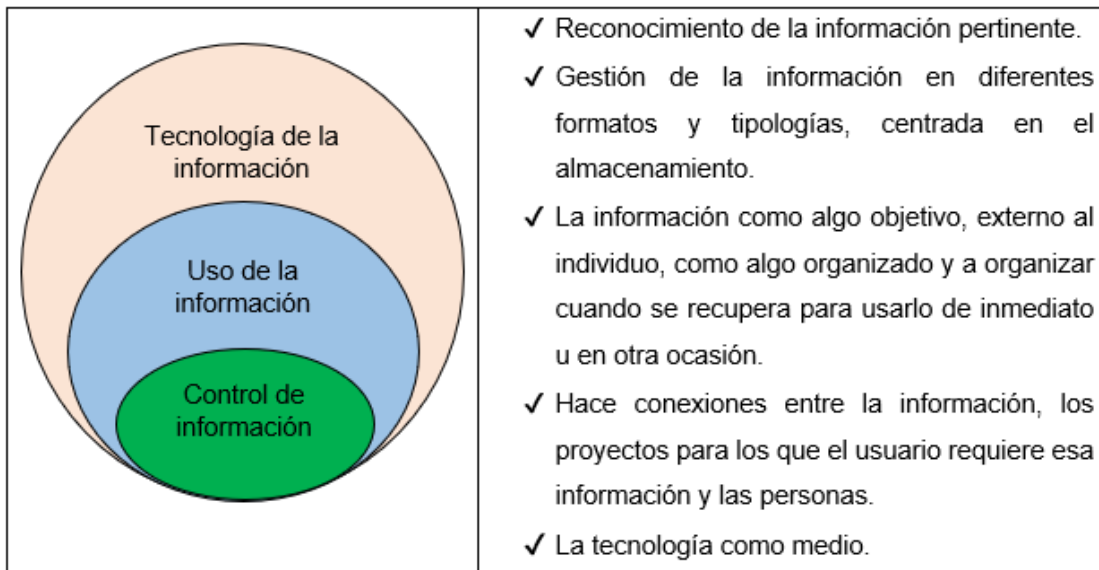 Tecnología de la
información
Uso de la
información
Control de
información
✓ Reconocimiento de la información pertinente.
✓ Gestión de la información en diferentes
formatos y tipologías, centrada en el
almacenamiento.
✓ La información como algo objetivo, externo al
individuo, como algo organizado y a organizar
cuando se recupera para usarlo de inmediato
u en otra ocasión.
✓ Hace conexiones entre la información, los
proyectos para los que el usuario requiere esa
información y las personas.
✓ La tecnología como medio.